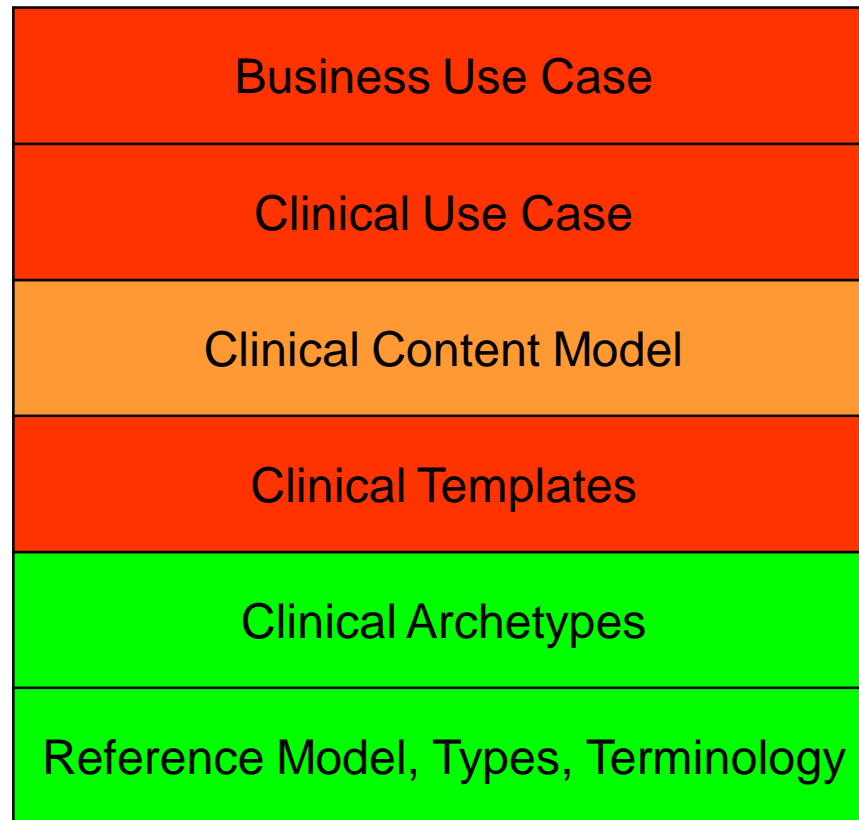 Business Use Case
Clinical Use Case
Clinical Content Model
Clinical Templates
Clinical Archetypes
Reference Model, Types, Terminology